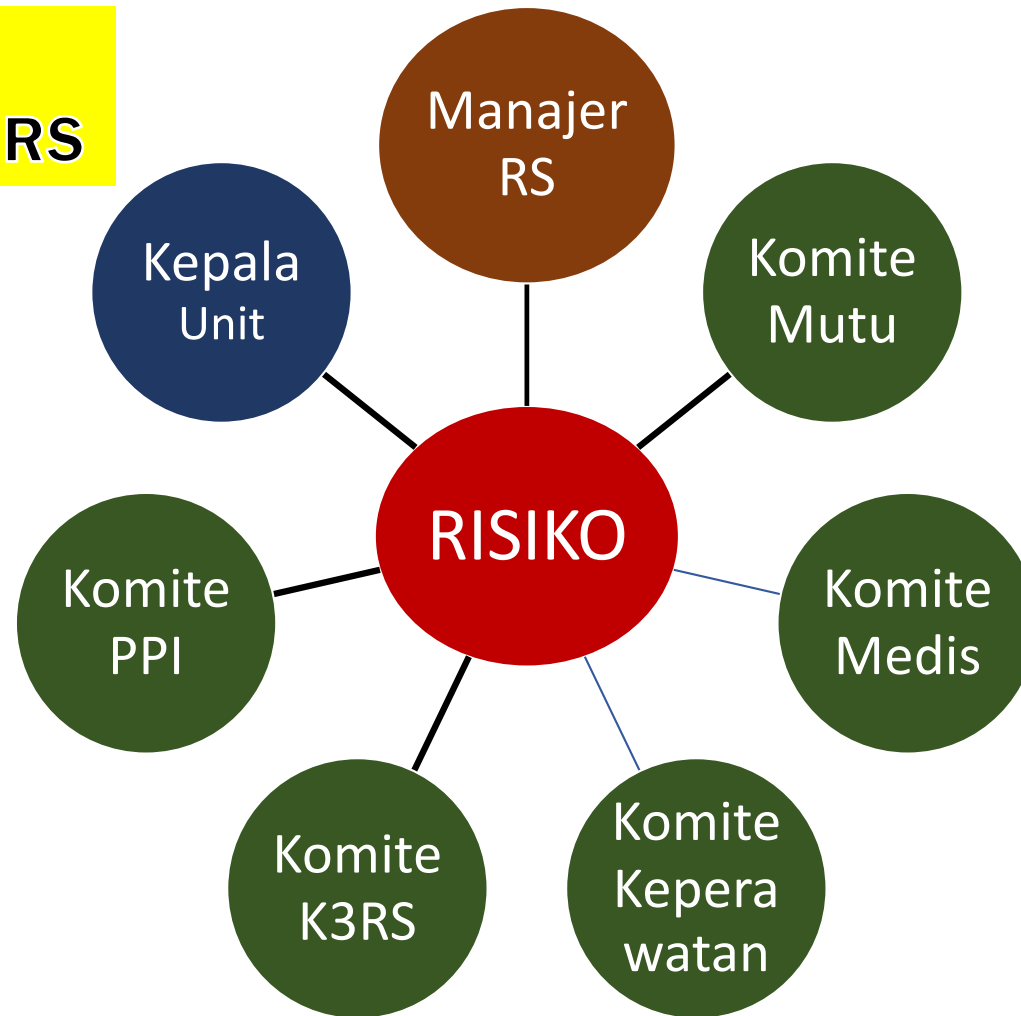 RS
Manajer
RS
Kepala
Unit
Komite
Mutu
RISIKO
Komite
PPI
Komite
Medis
Komite
K3RS
Komite
Kepera
watan